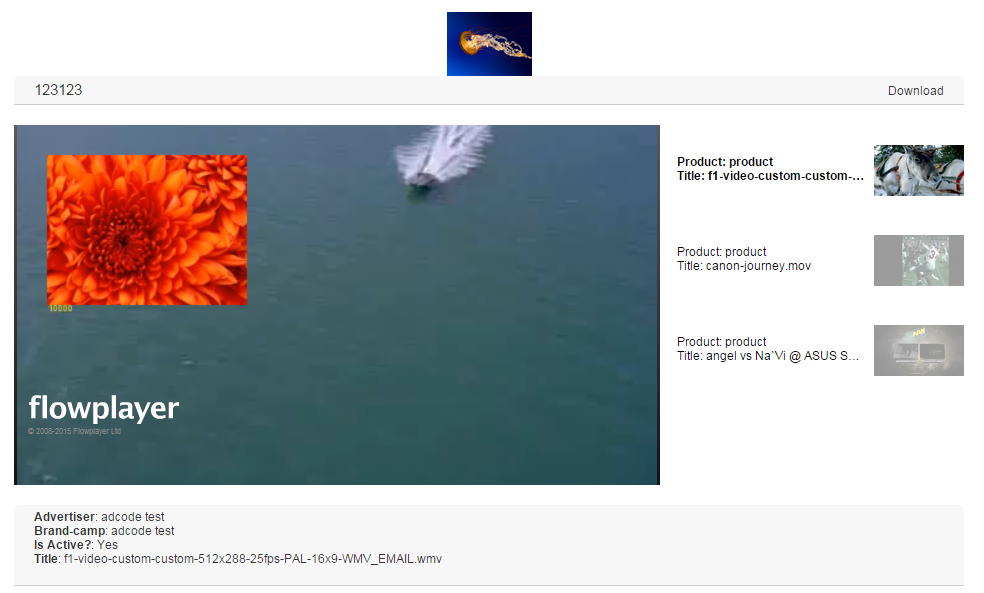 123123
Download
Product: product
Title: f1-video-custom-custom-...
10000
Product: product
Title: canon-journey.mov
Product: product
Title: angel vs Na`Vi @ ASUS S...
flowplayer
© 2008-2015 Flowplayer Ltd
Advertiser: adcode test
Brand-camp: adcode test
Is Active?: Yes
Title: f1-video-custom-custom-512x288-25fps-PAL-16x9-WMV_EMAIL.wmv